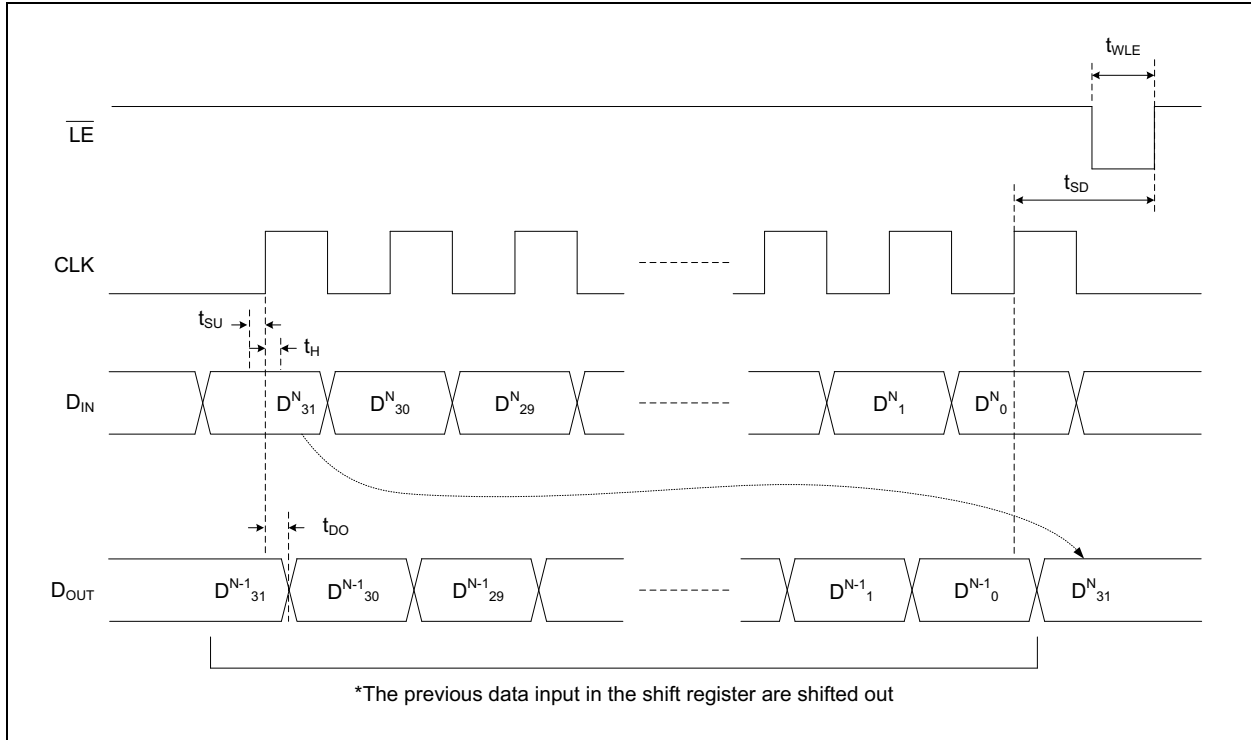 tWLE
LE
tSD
CLK
tSU
tH
DIN
DN31
DN30
DN29
DN1
DN0
tDO
DOUT
DN-131
DN-130
DN-129
DN-11
DN-10
DN31
*The previous data input in the shift register are shifted out